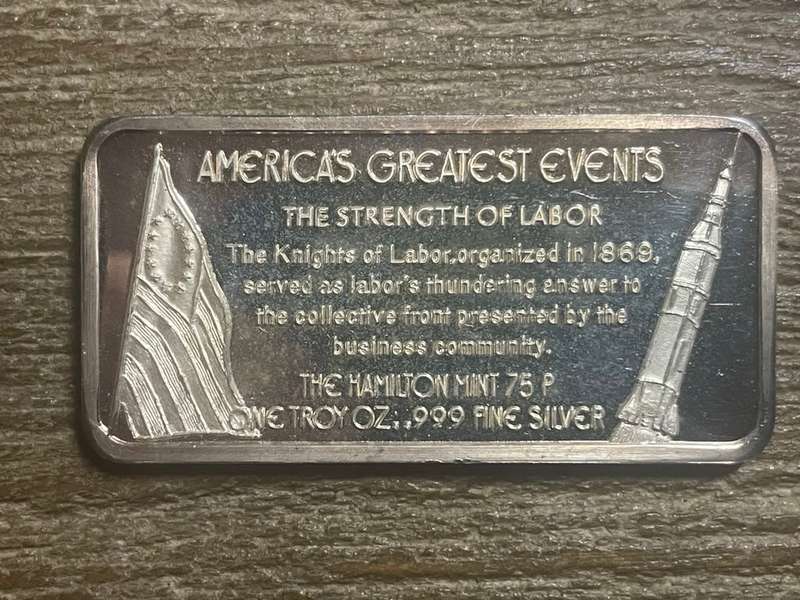 AMERICA'S GREATEST EVENTS
THE STRENGTH OF LABOR
The Knights of Labor, organized in 1869,
served as labor's thundering answer to
the collective front presented by the
business community.
THE HAMILTON MINT 75 P
ONE TROY OZ. .999 FINE SILVER